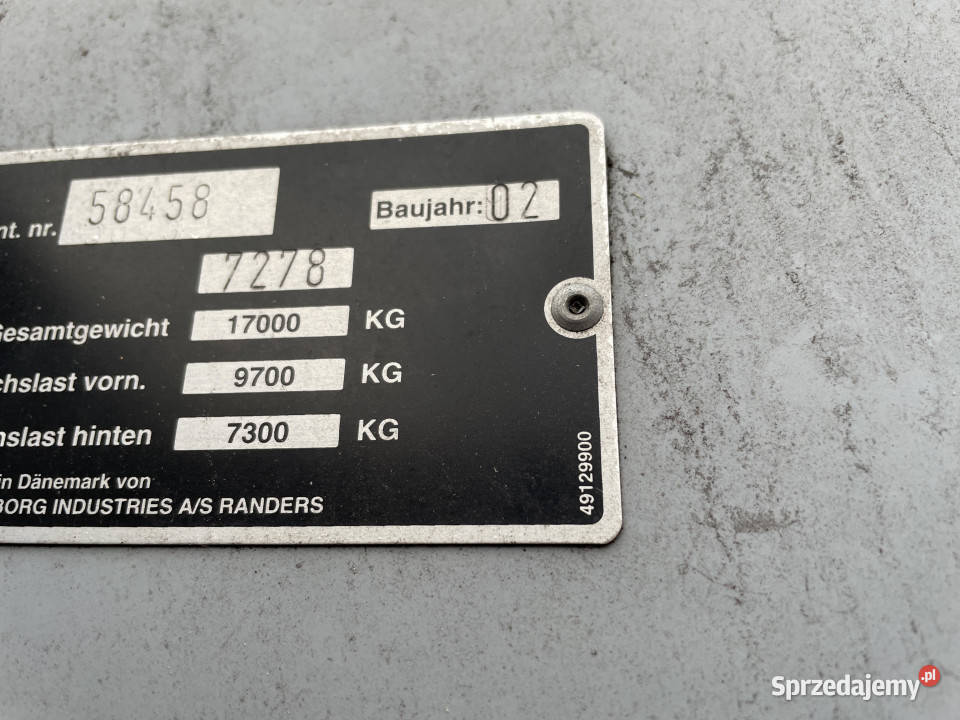 nt. nr. 58458 Baujahr: 02
7278
Gesamtgewicht 17000 KG
chslast vorn. 9700 KG
nslast hinten 7300 KG
in Dänemark von
BORG INDUSTRIES A/S RANDERS
49129900
Sprzedajemy.pl